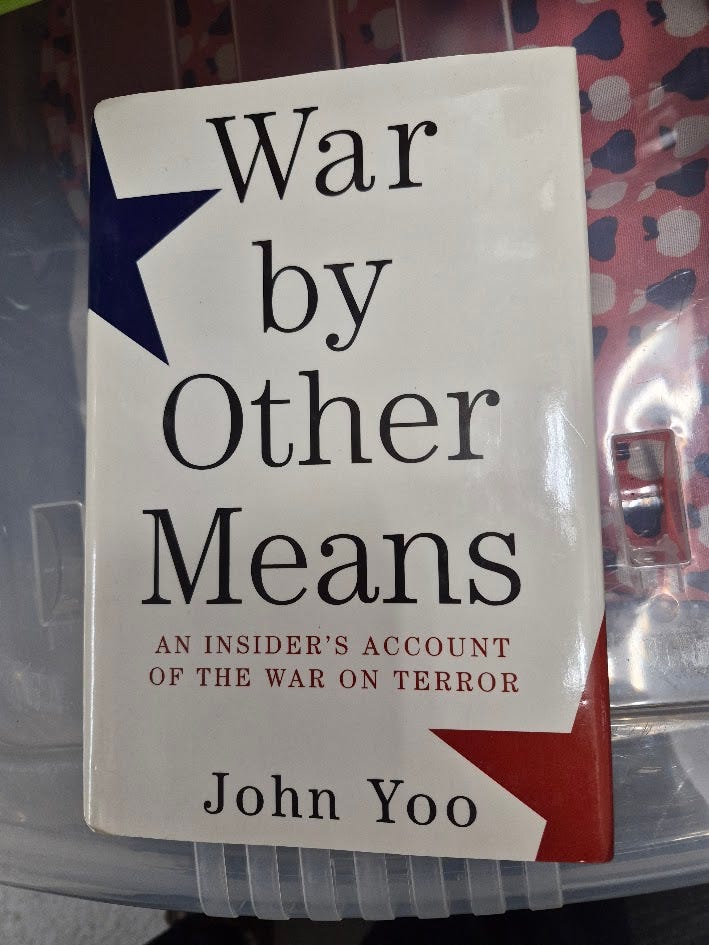 War
by
Other
Means
AN INSIDER'S ACCOUNT
OF THE WAR ON TERROR
John Yoo